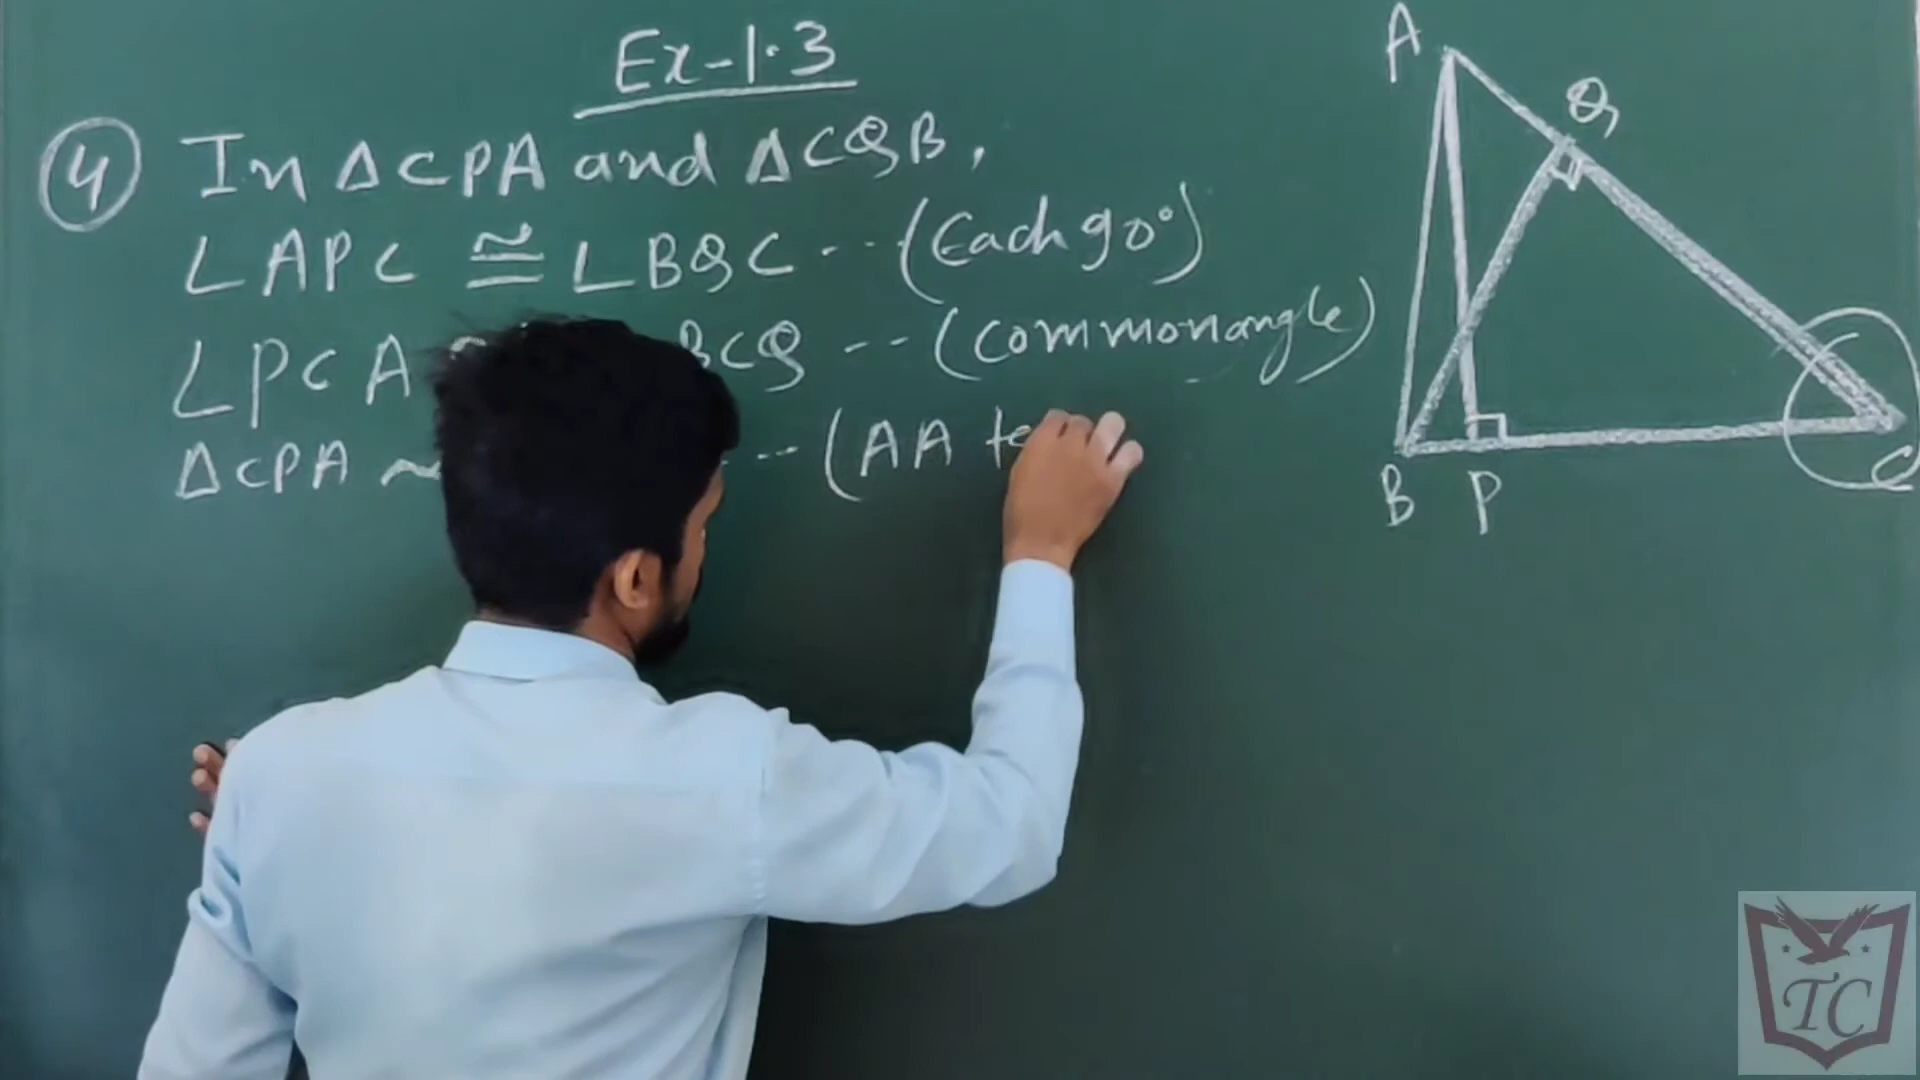 Ex-1.3
④ In ΔCPA and ΔCQB,
∠APC ≅ ∠BQC -- (Each 90°)
∠PCA BCQ -- (common angle)
ΔCPA ~ -- (AA te
A
Q
B P
C
TC